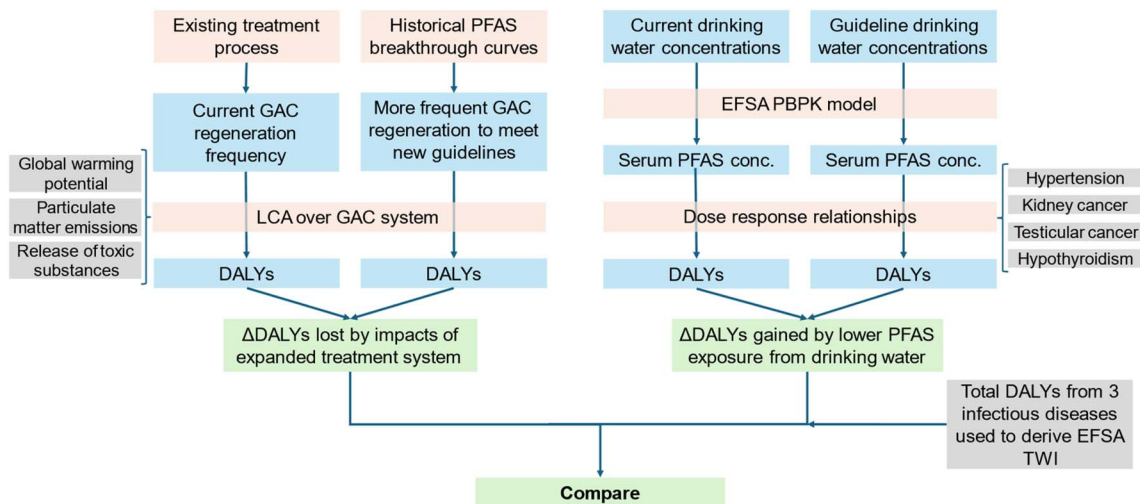 Existing treatment
process
Historical PFAS
breakthrough curves
Current drinking
water concentrations
Guideline drinking
water concentrations
Current GAC
regeneration
frequency
More frequent GAC
regeneration to meet
new guidelines
EFSA PBPK model
Serum PFAS conc.
Serum PFAS conc.
Global warming
potential
Particulate
matter emissions
Release of toxic
substances
LCA over GAC system
Dose response relationships
Hypertension
Kidney cancer
Testicular cancer
Hypothyroidism
DALYs
DALYs
DALYs
DALYs
ΔDALYs lost by impacts of
expanded treatment system
ΔDALYs gained by lower PFAS
exposure from drinking water
Total DALYs from 3
infectious diseases
used to derive EFSA
TWI
Compare